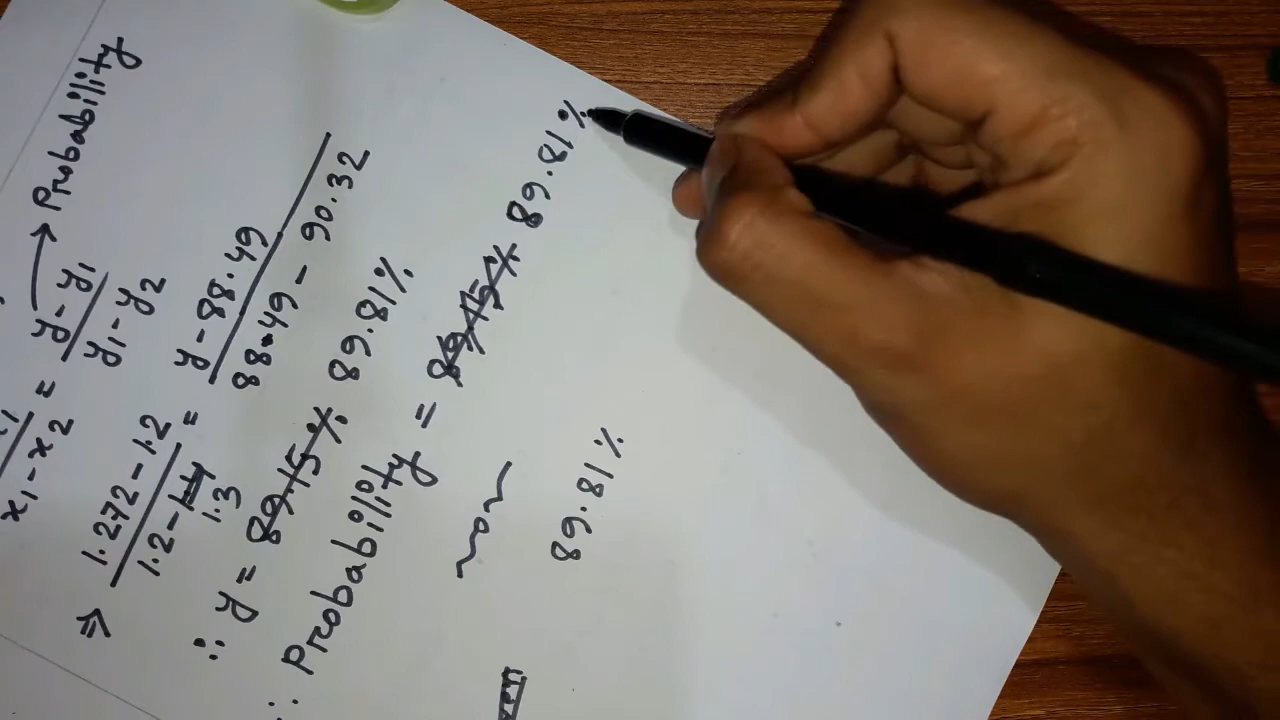 x₁ - x₂ = y - y₁ / y₁ - y₂ → Probability
⇒ 1.272 - 1.2 / 1.2 - 1.3 = y - 88.49 / 88.49 - 90.32
∴ y = 89.15% 89.81%
∴ Probability = 89.15% 89.81%
89.81%